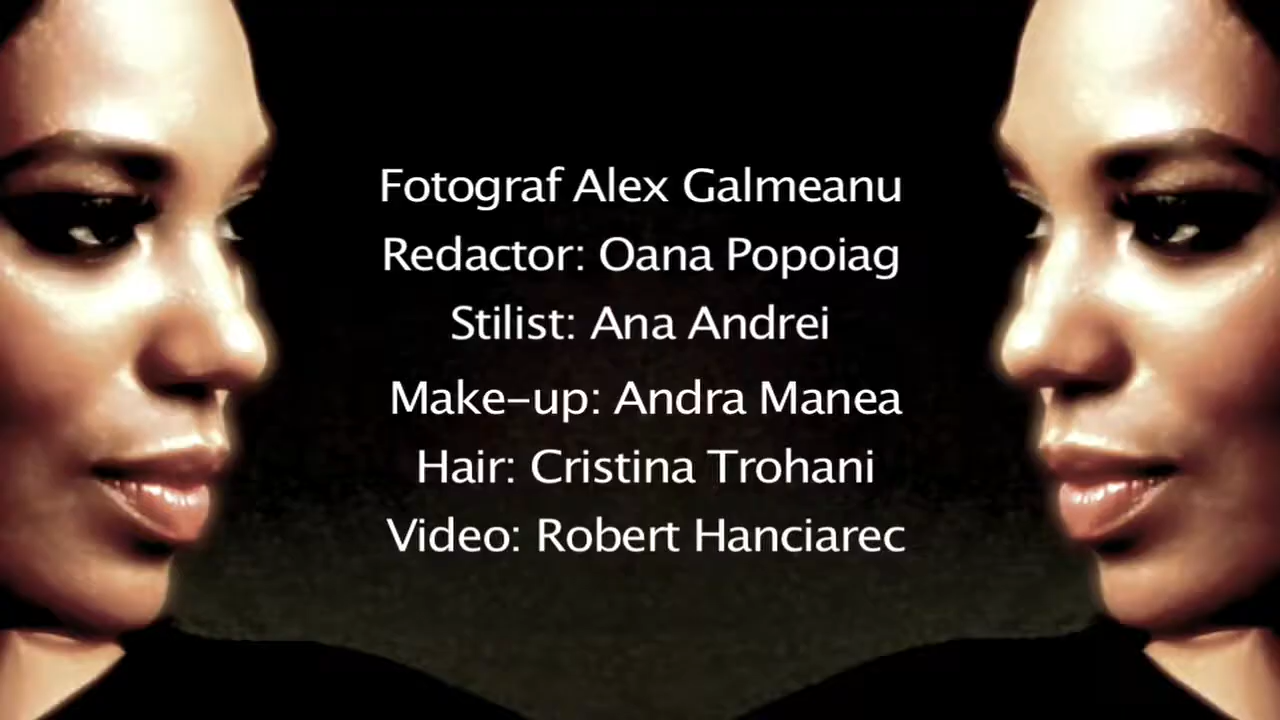 Fotograf Alex Galmeanu
Redactor: Oana Popoiag
Stilist: Ana Andrei
Make-up: Andra Manea
Hair: Cristina Trohani
Video: Robert Hanciarec